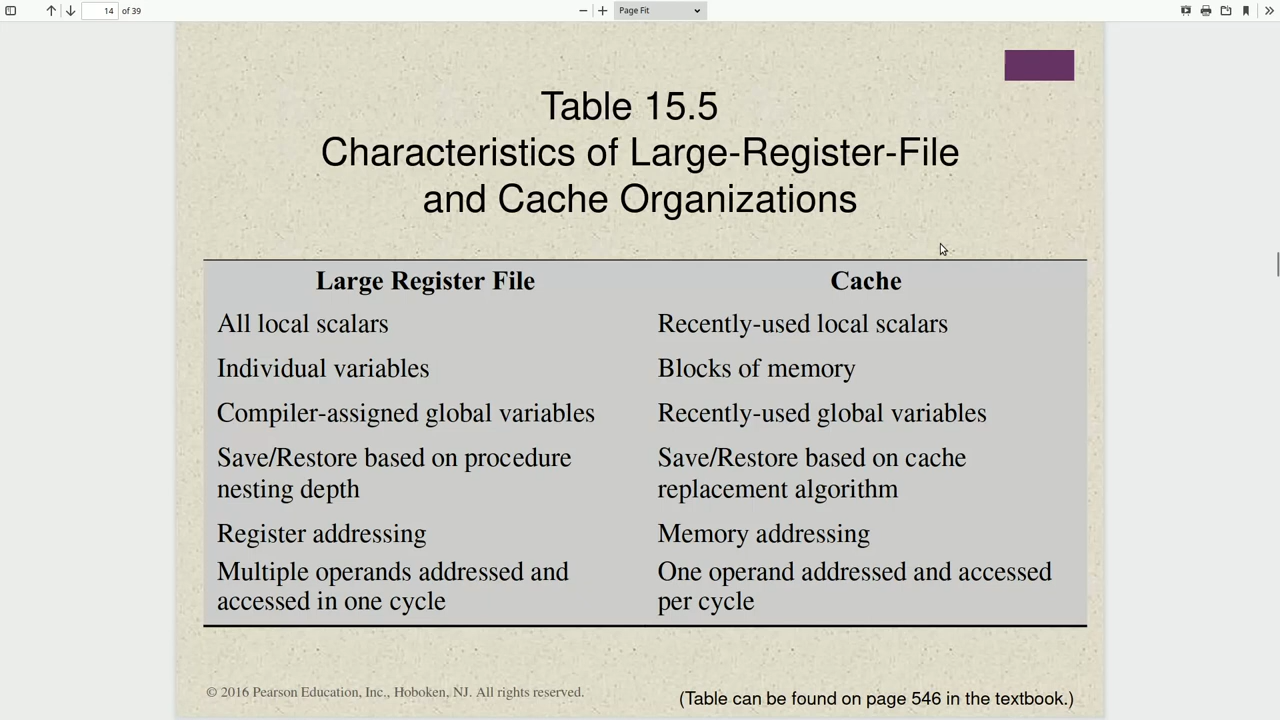 14 of 39
Page Fit
Table 15.5
Characteristics of Large-Register-File
and Cache Organizations
Large Register File Cache
All local scalars Recently-used local scalars
Individual variables Blocks of memory
Compiler-assigned global variables Recently-used global variables
Save/Restore based on procedure Save/Restore based on cache
nesting depth replacement algorithm
Register addressing Memory addressing
Multiple operands addressed and One operand addressed and accessed
accessed in one cycle per cycle
© 2016 Pearson Education, Inc., Hoboken, NJ. All rights reserved.
(Table can be found on page 546 in the textbook.)